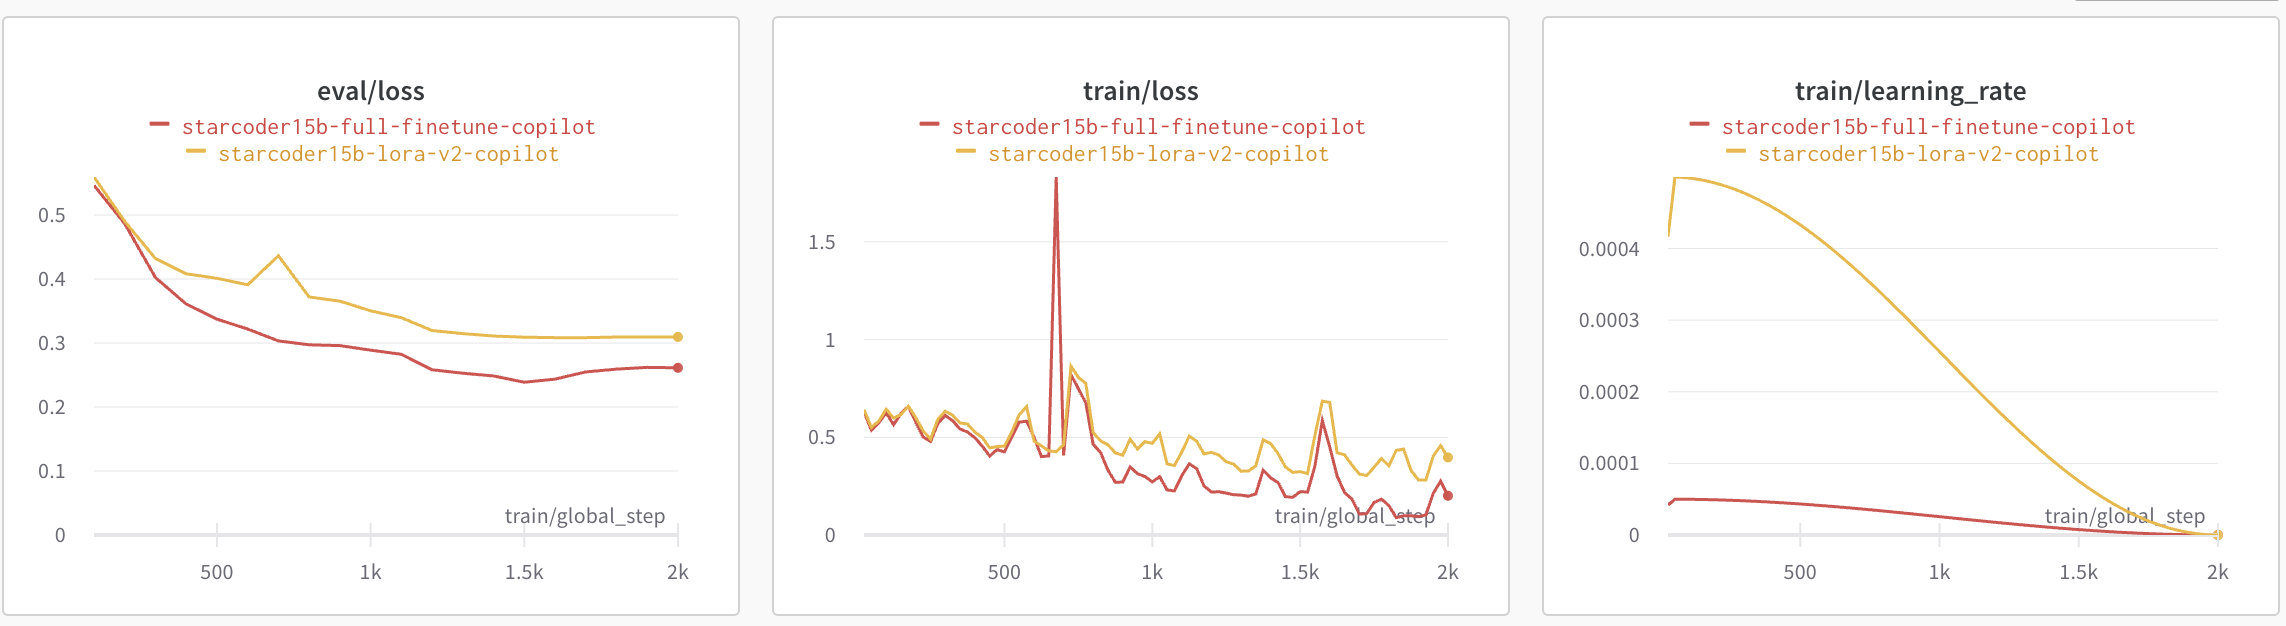 eval/loss
starcoder15b-full-finetune-copilot
starcoder15b-lora-v2-copilot
0.5
0.4
0.3
0.2
0.1
0
train/global_step
500 1k 1.5k 2k
train/loss
starcoder15b-full-finetune-copilot
starcoder15b-lora-v2-copilot
1.5
1
0.5
0
train/global_step
500 1k 1.5k 2k
train/learning_rate
starcoder15b-full-finetune-copilot
starcoder15b-lora-v2-copilot
0.0004
0.0003
0.0002
0.0001
0
train/global_step
500 1k 1.5k 2k